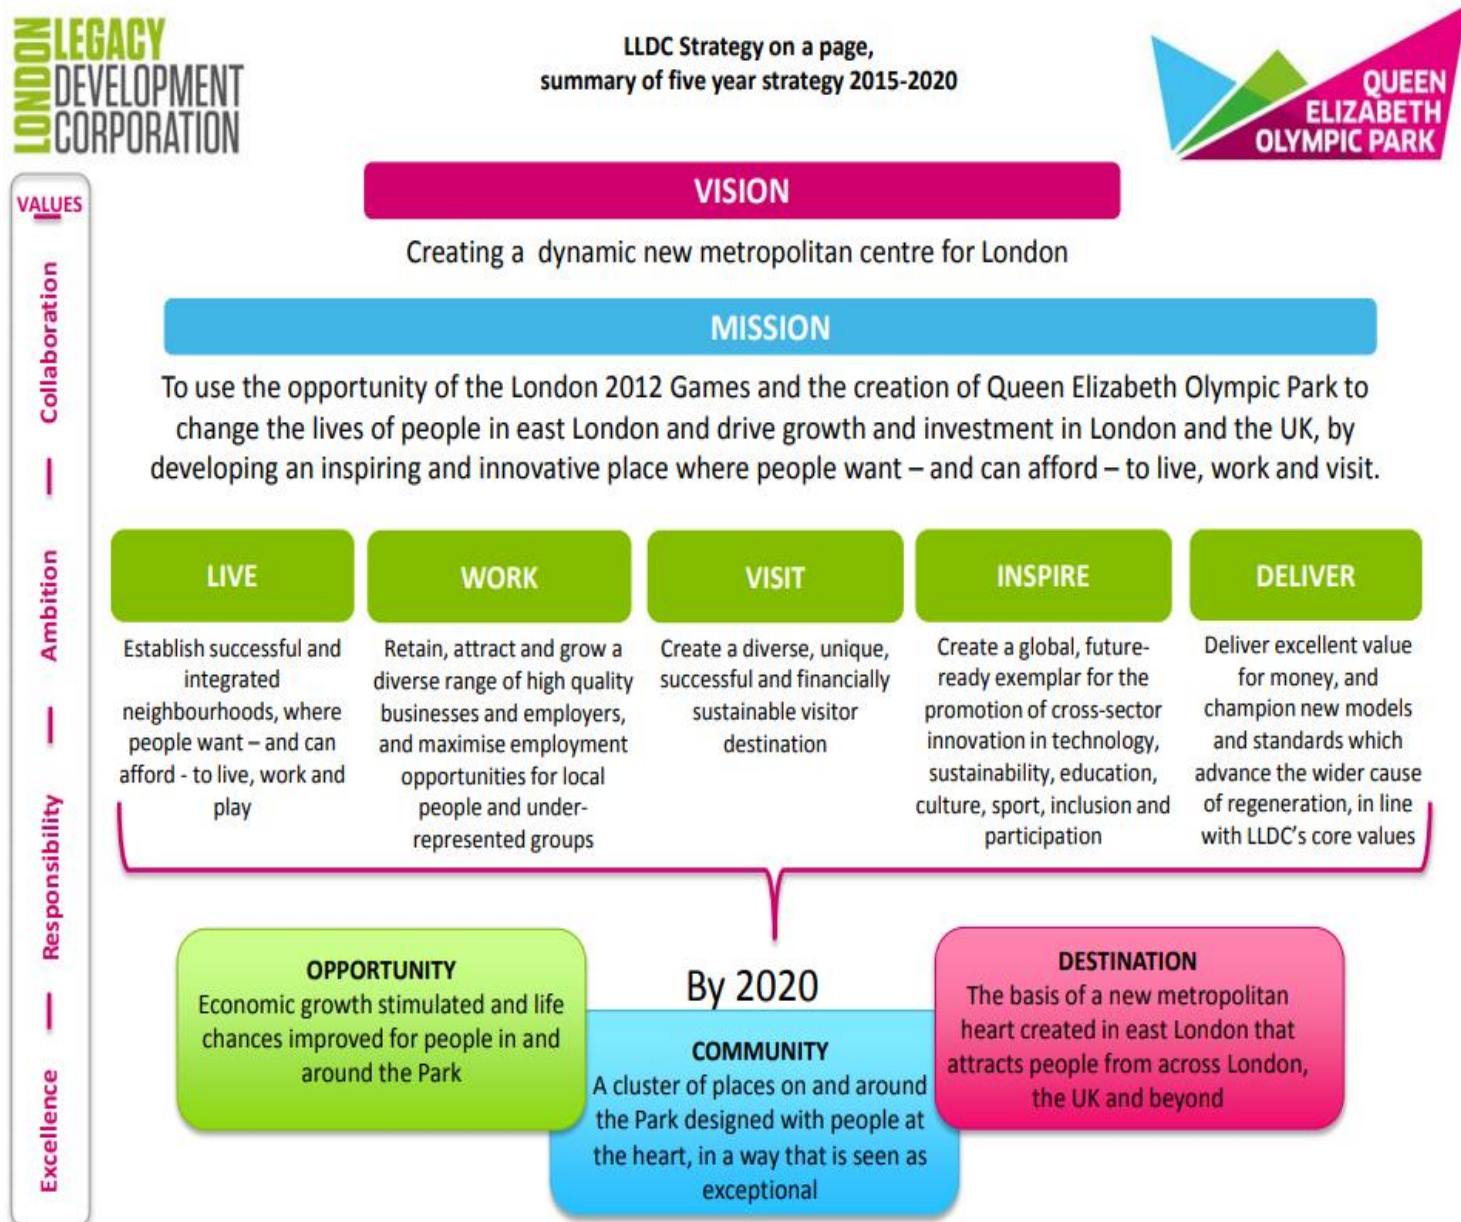 LONDON
LEGACY
DEVELOPMENT
CORPORATION
LLDC Strategy on a page,
summary of five year strategy 2015-2020
QUEEN
ELIZABETH
OLYMPIC PARK
VALUES
Collaboration
Ambition
Responsibility
Excellence
VISION
Creating a dynamic new metropolitan centre for London
MISSION
To use the opportunity of the London 2012 Games and the creation of Queen Elizabeth Olympic Park to
change the lives of people in east London and drive growth and investment in London and the UK, by
developing an inspiring and innovative place where people want – and can afford – to live, work and visit.
LIVE
Establish successful and
integrated
neighbourhoods, where
people want – and can
afford - to live, work and
play
WORK
Retain, attract and grow a
diverse range of high quality
businesses and employers,
and maximise employment
opportunities for local
people and under-
represented groups
VISIT
Create a diverse, unique,
successful and financially
sustainable visitor
destination
INSPIRE
Create a global, future-
ready exemplar for the
promotion of cross-sector
innovation in technology,
sustainability, education,
culture, sport, inclusion and
participation
DELIVER
Deliver excellent value
for money, and
champion new models
and standards which
advance the wider cause
of regeneration, in line
with LLDC's core values
By 2020
OPPORTUNITY
Economic growth stimulated and life
chances improved for people in and
around the Park
COMMUNITY
A cluster of places on and around
the Park designed with people at
the heart, in a way that is seen as
exceptional
DESTINATION
The basis of a new metropolitan
heart created in east London that
attracts people from across London,
the UK and beyond